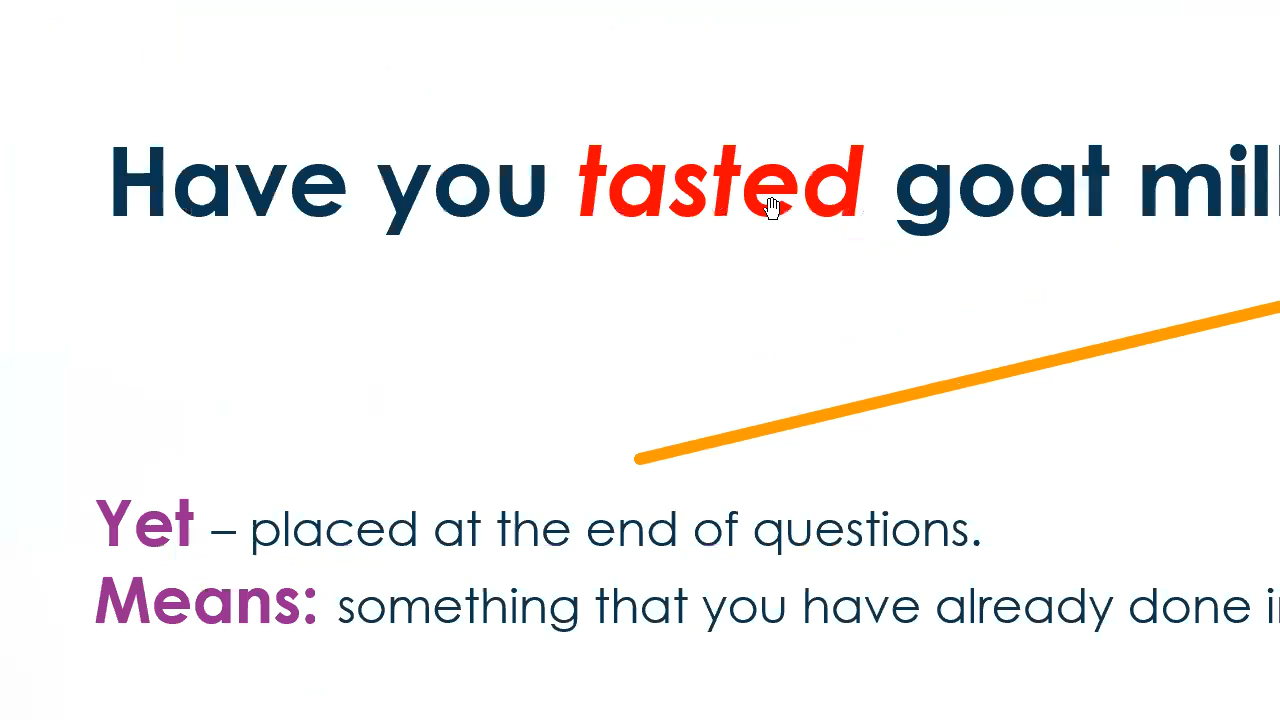 Have you tasted goat mil
Yet – placed at the end of questions.
Means: something that you have already done